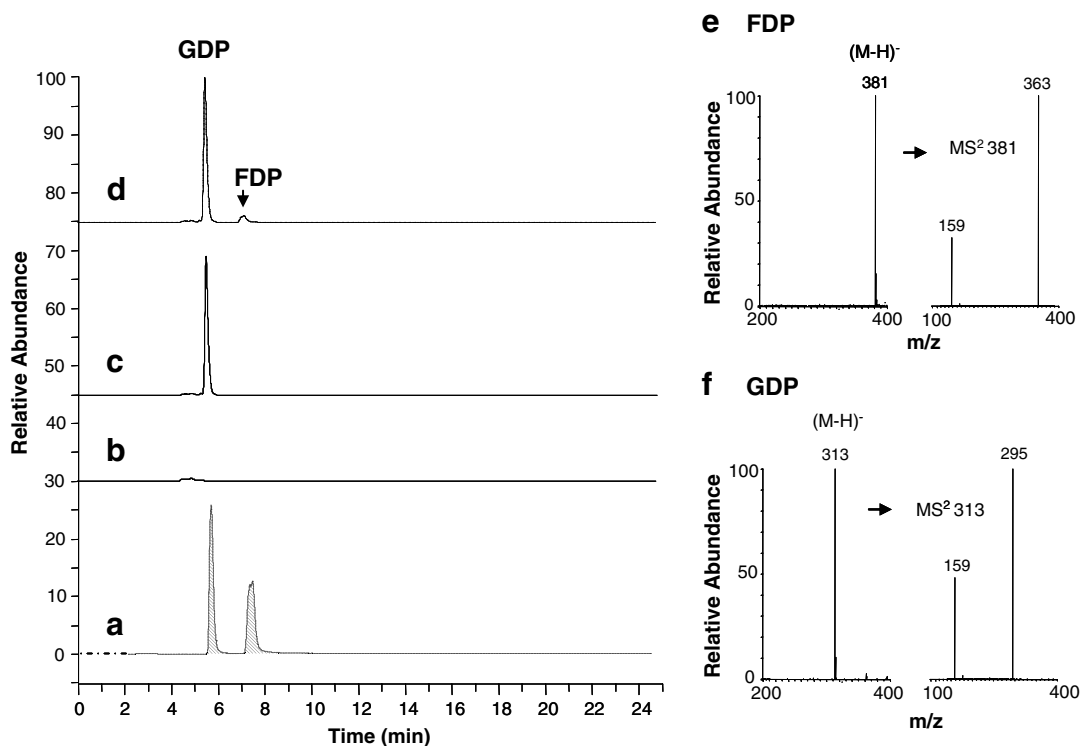 GDP
FDP
d
c
b
a
100
90
80
70
60
50
40
30
20
10
0
Relative Abundance
0 2 4 6 8 10 12 14 16 18 20 22 24
Time (min)
e FDP
(M-H)-
381
363
MS2 381
159
100
50
0
Relative Abundance
200 400 100 400
m/z
f GDP
(M-H)-
313
295
MS2 313
159
100
50
0
Relative Abundance
200 400 100 400
m/z